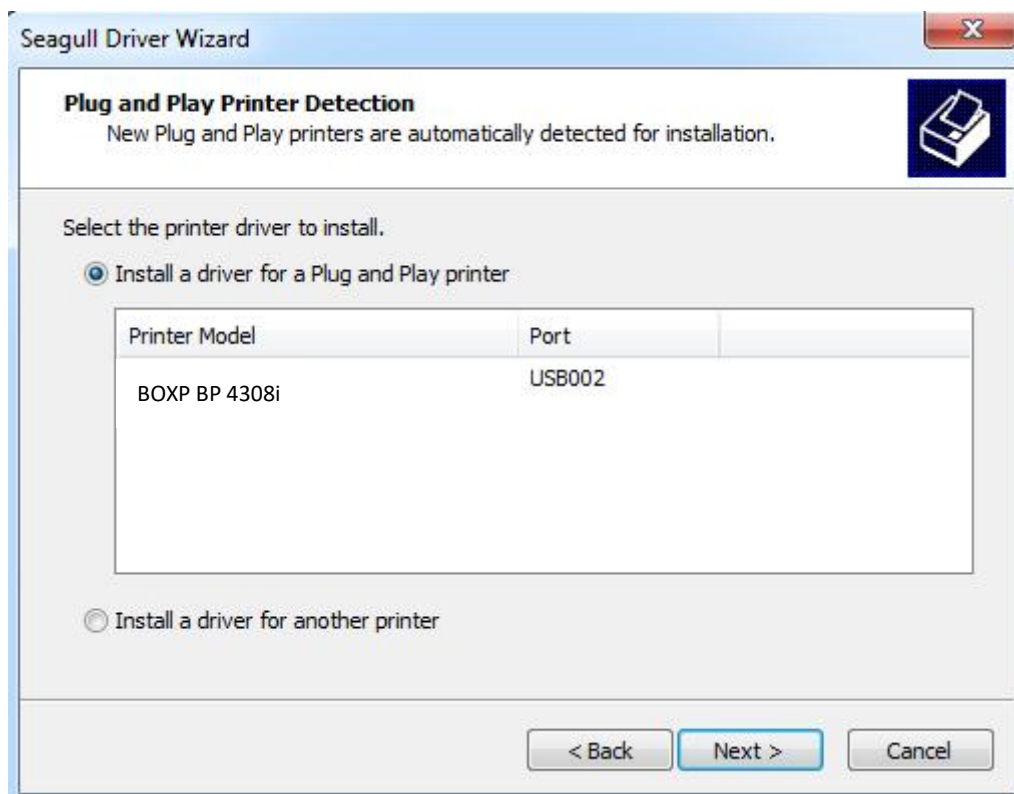 Seagull Driver Wizard
Plug and Play Printer Detection
New Plug and Play printers are automatically detected for installation.
Select the printer driver to install.
Install a driver for a Plug and Play printer
Printer Model Port
BOXP BP 4308i USB002
Install a driver for another printer
< Back Next > Cancel